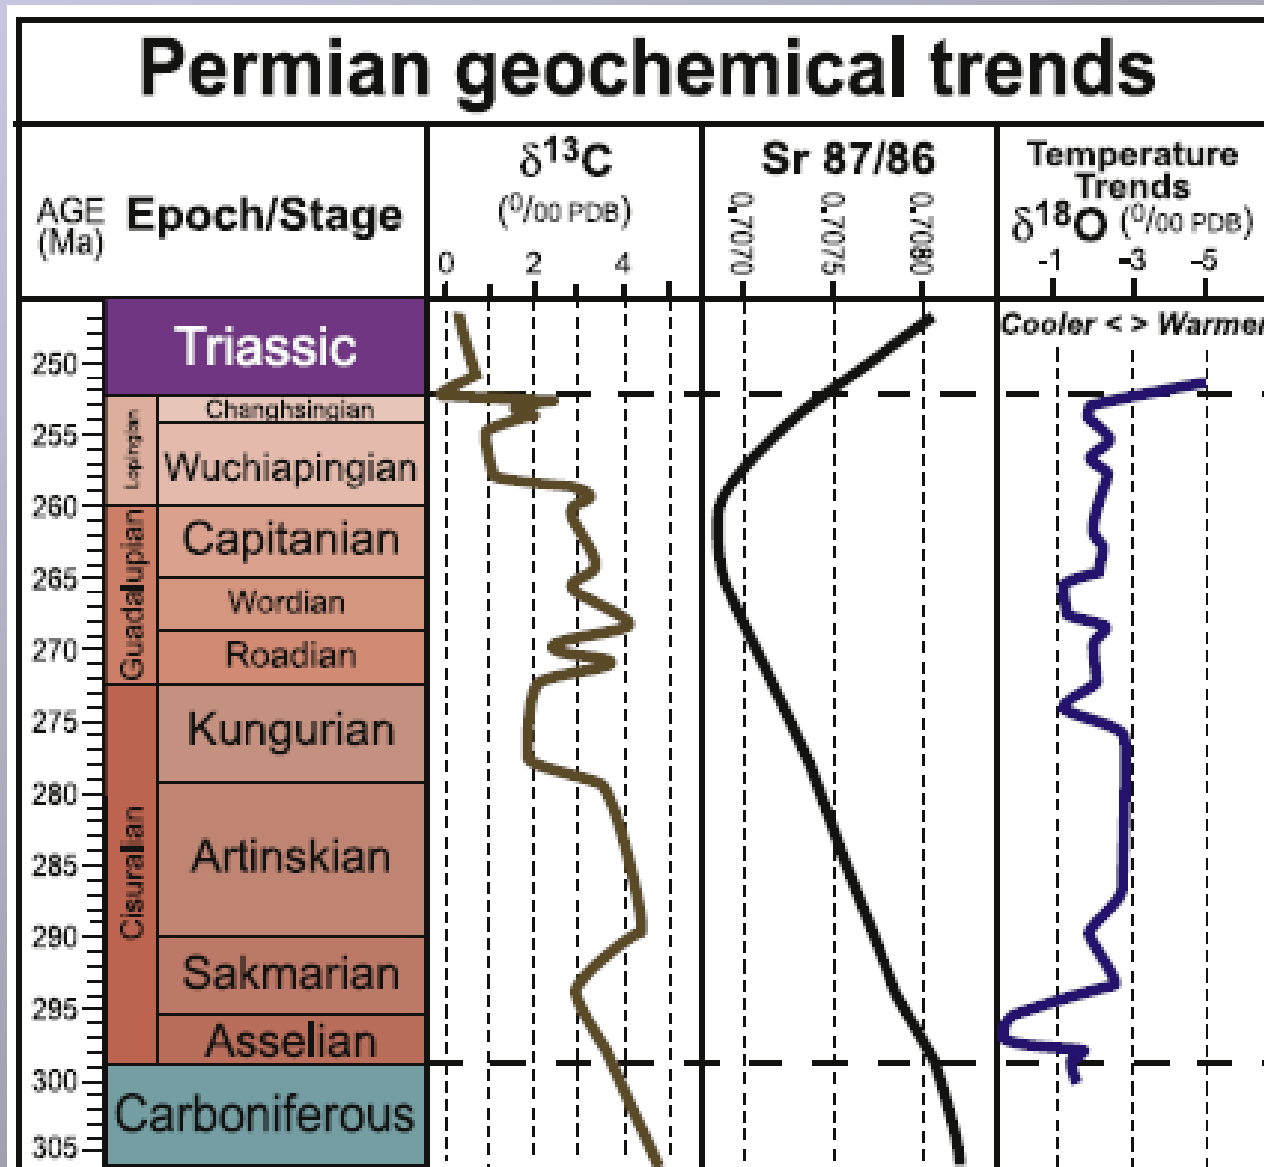 Permian geochemical trends
AGE
(Ma)
Epoch/Stage
δ13C
(0/00 PDB)
0 2 4
Sr 87/86
0.7070 0.7075 0.7080
Temperature
Trends
δ18O (0/00 PDB)
-1 -3 -5
Cooler < > Warmer
250
255
260
265
270
275
280
285
290
295
300
305
Triassic
Lopingian
Changhsingian
Wuchiapingian
Guadalupian
Capitanian
Wordian
Roadian
Cisuralian
Kungurian
Artinskian
Sakmarian
Asselian
Carboniferous